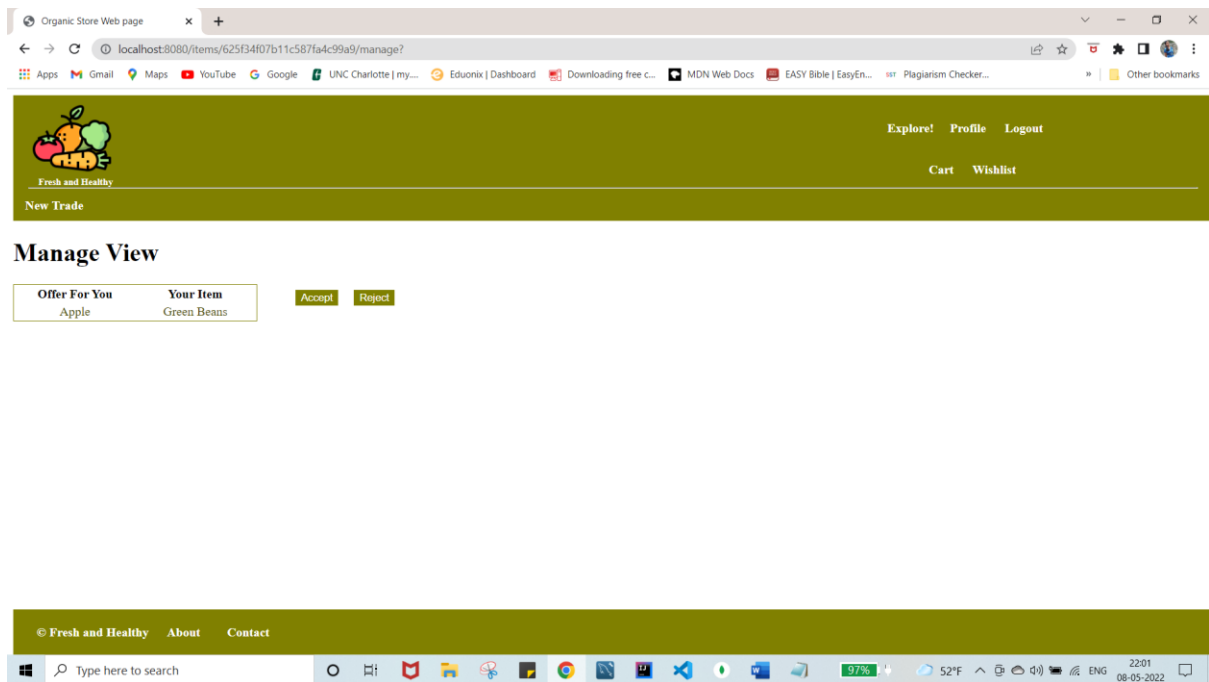 Organic Store Web page
localhost:8080/items/625f34f07b11c587fa4c99a9/manage?
Apps Gmail Maps YouTube Google UNC Charlotte | my.... Eduonix | Dashboard Downloading free c... MDN Web Docs EASY Bible | EasyEn... SST Plagiarism Checker... » Other bookmarks
Explore! Profile Logout
Cart Wishlist
Fresh and Healthy
New Trade
Manage View
Offer For You Your Item
Apple Green Beans
Accept Reject
© Fresh and Healthy About Contact
Type here to search
97%
52°F
ENG
22:01
08-05-2022